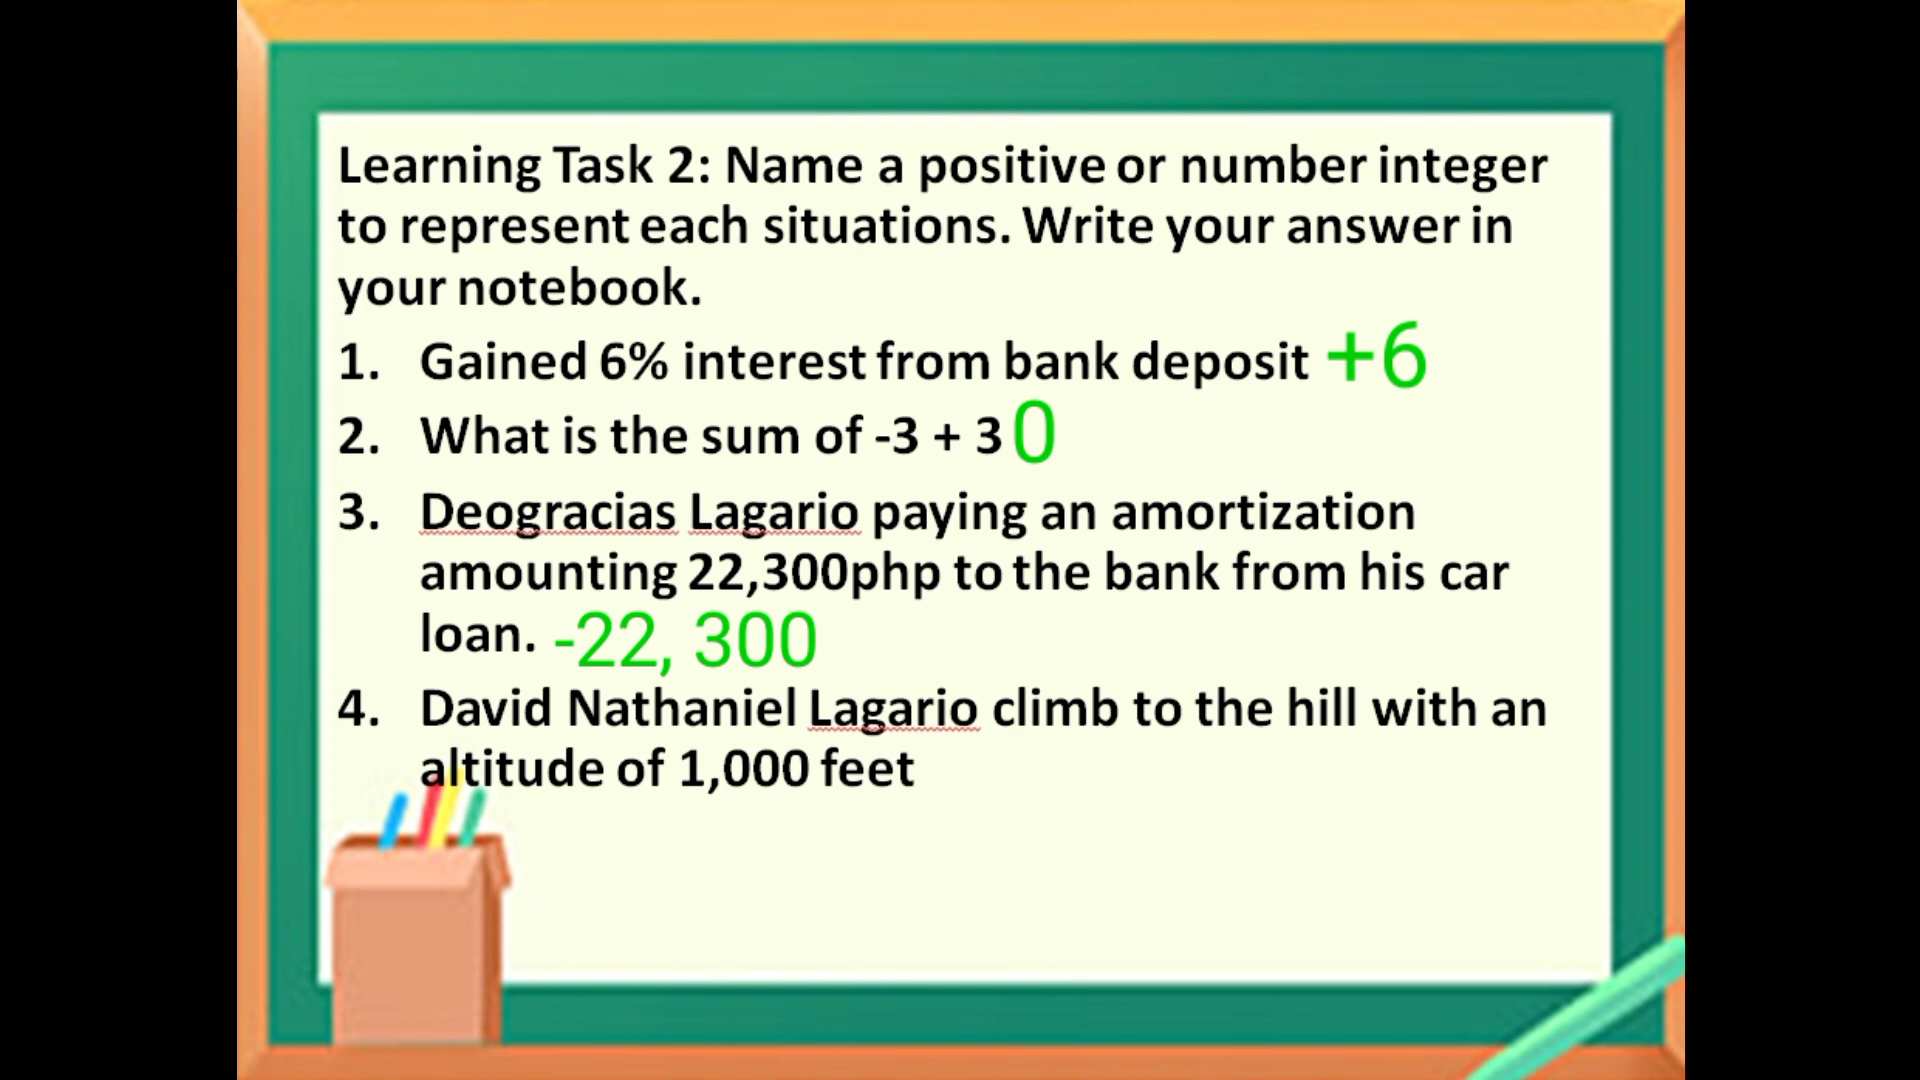 Learning Task 2: Name a positive or number integer
to represent each situations. Write your answer in
your notebook.
1. Gained 6% interest from bank deposit +6
2. What is the sum of -3 + 3 0
3. Deogracias Lagario paying an amortization
amounting 22,300php to the bank from his car
loan. -22, 300
4. David Nathaniel Lagario climb to the hill with an
altitude of 1,000 feet